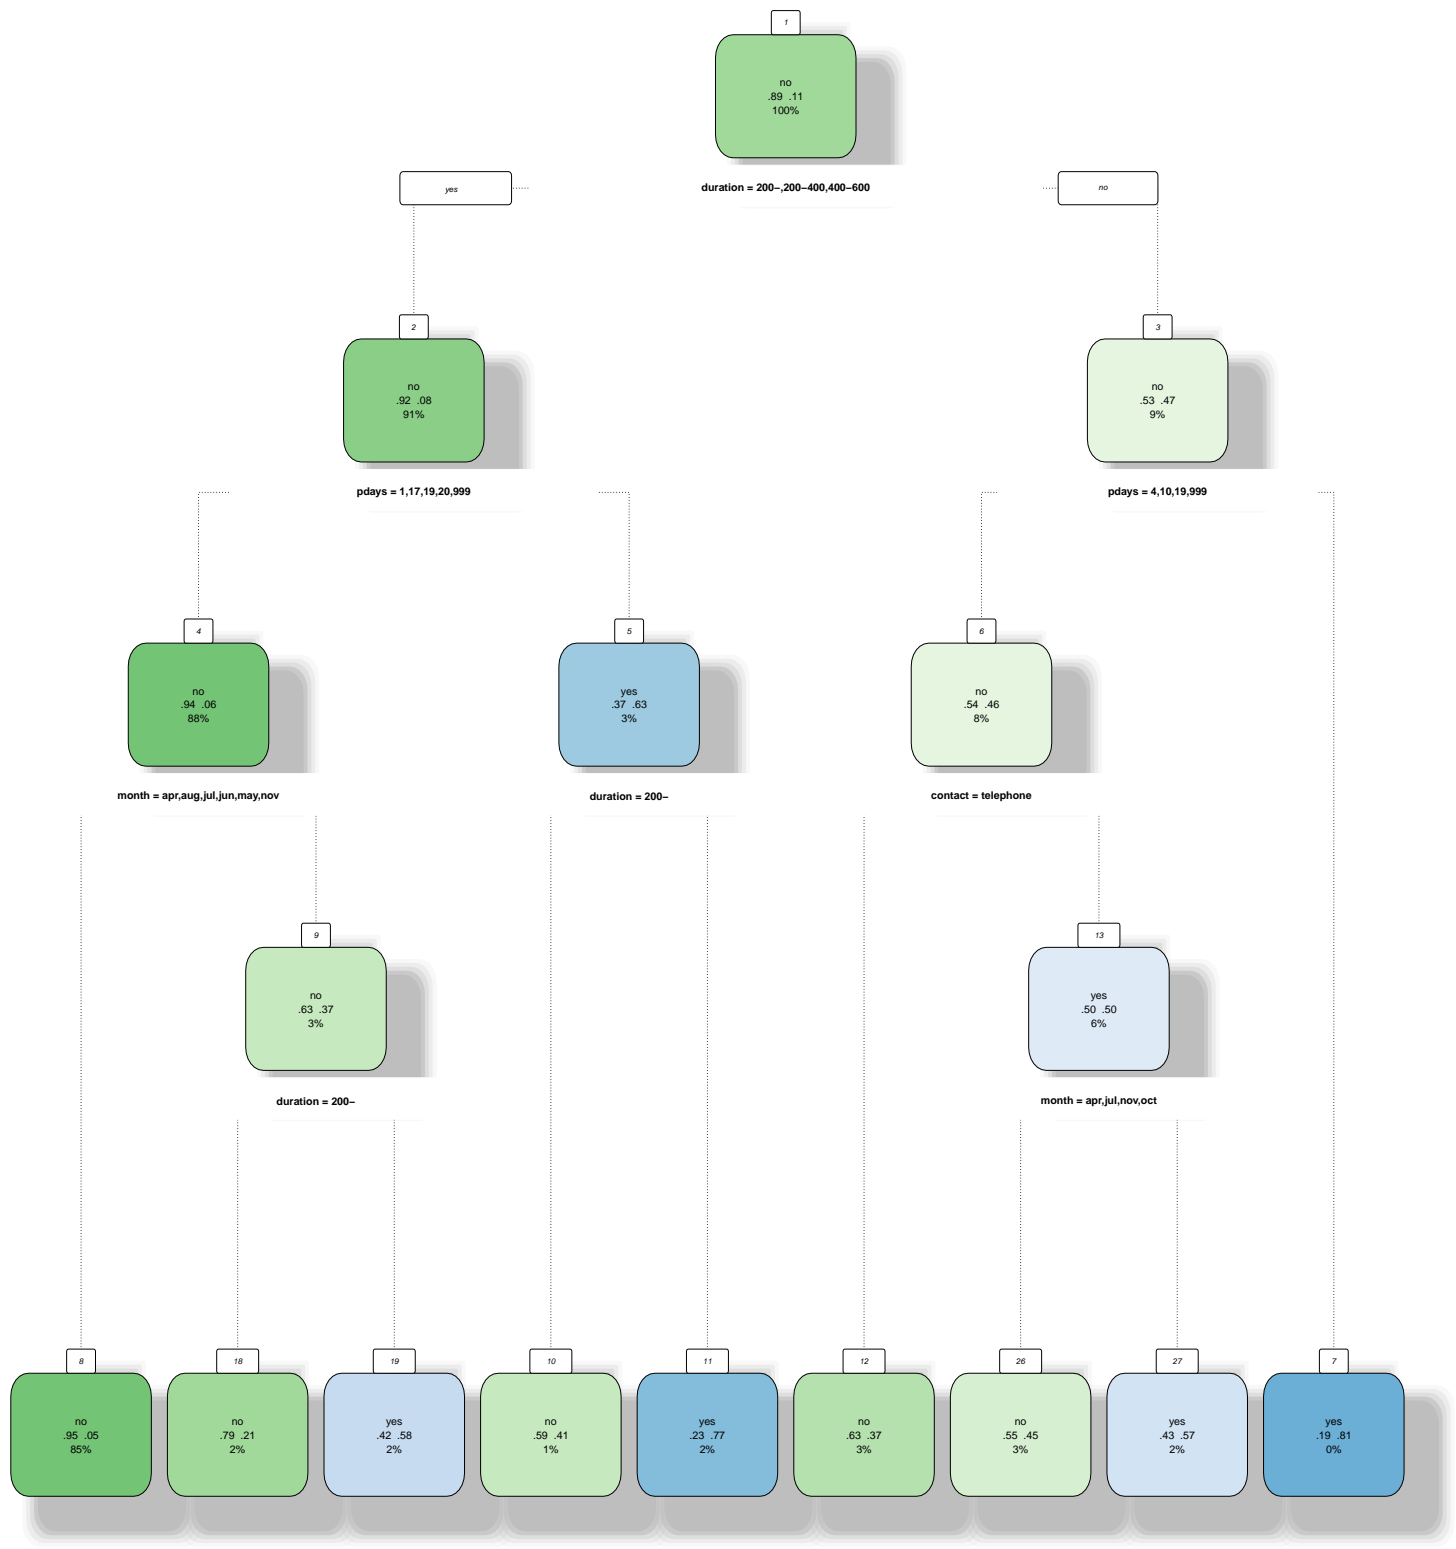 1
no
.89 .11
100%
yes
duration = 200−,200−400,400−600
no
2
no
.92 .08
91%
3
no
.53 .47
9%
pdays = 1,17,19,20,999
pdays = 4,10,19,999
4
no
.94 .06
88%
5
yes
.37 .63
3%
6
no
.54 .46
8%
month = apr,aug,jul,jun,may,nov
duration = 200−
contact = telephone
9
no
.63 .37
3%
13
yes
.50 .50
6%
duration = 200−
month = apr,jul,nov,oct
8
no
.95 .05
85%
18
no
.79 .21
2%
19
yes
.42 .58
2%
10
no
.59 .41
1%
11
yes
.23 .77
2%
12
no
.63 .37
3%
26
no
.55 .45
3%
27
yes
.43 .57
2%
7
yes
.19 .81
0%